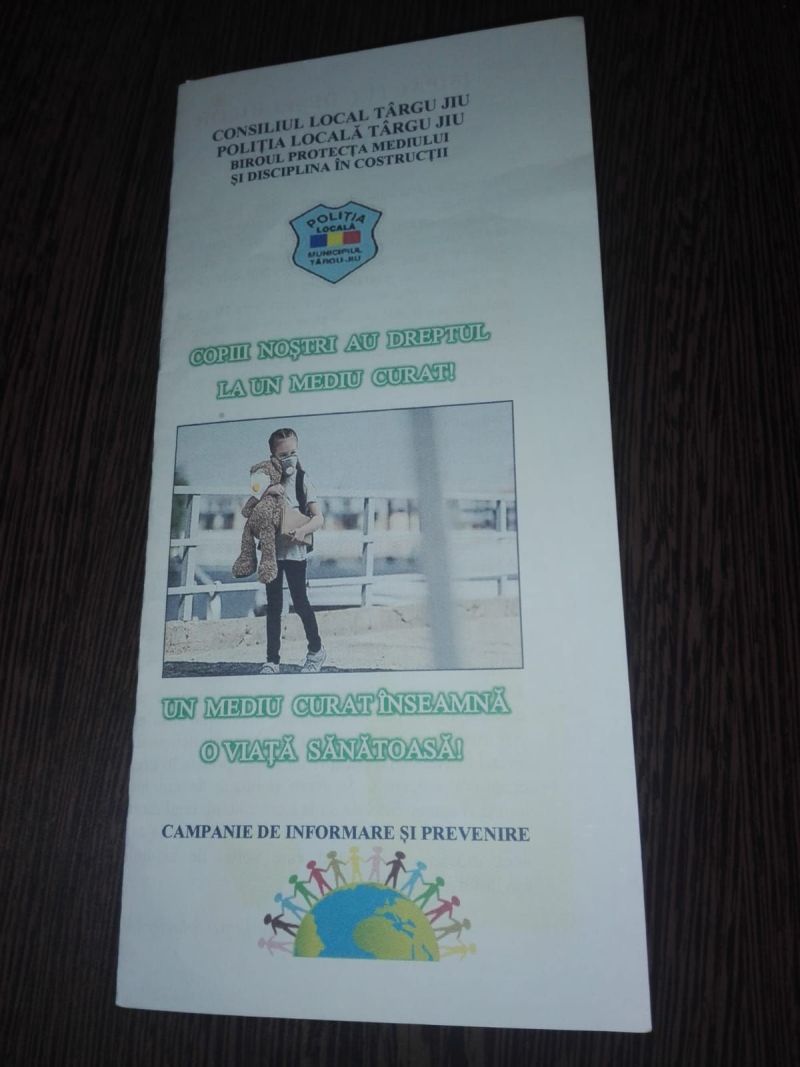 CONSILIUL LOCAL TÂRGU JIU
POLIȚIA LOCALĂ TÂRGU JIU
BIROUL PROTECȚA MEDIULUI
ȘI DISCIPLINA ÎN COSTRUCȚII
POLIȚIA
LOCALĂ
MUNICIPIUL
TÂRGU-JIU
COPIII NOȘTRI AU DREPTUL
LA UN MEDIU CURAT!
UN MEDIU CURAT ÎNSEAMNĂ
O VIAȚĂ SĂNĂTOASĂ!
CAMPANIE DE INFORMARE ȘI PREVENIRE